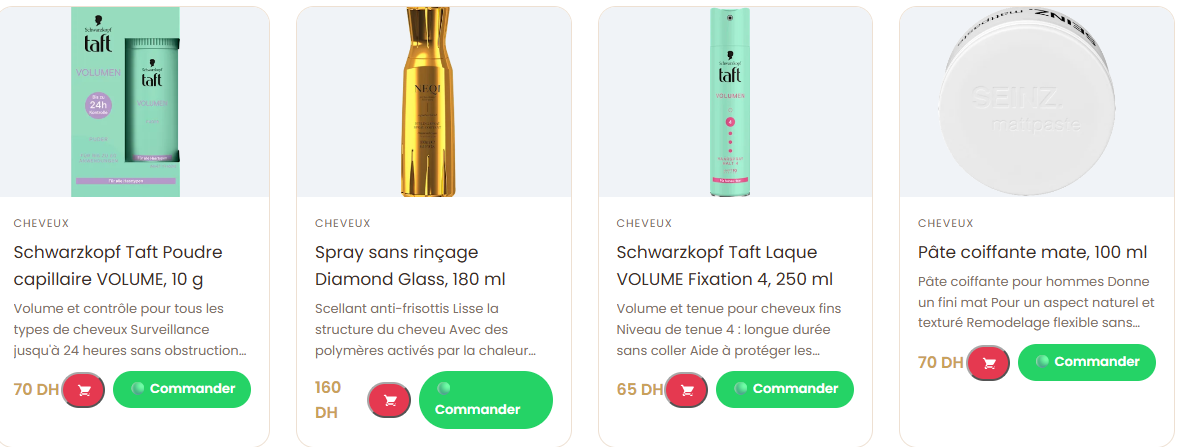 Schwarzkopf
taft
VOLUMEN
24h
Schwarzkopf
taft
VOLUMEN
CHEVEUX
Schwarzkopf Taft Poudre
capillaire VOLUME, 10 g
Volume et contrôle pour tous les
types de cheveux Surveillance
jusqu'à 24 heures sans obstruction...
70 DH
Commander
NEQI
CHEVEUX
Spray sans rinçage
Diamond Glass, 180 ml
Scellant anti-frisottis Lisse la
structure du cheveu Avec des
polymères activés par la chaleur...
160
DH
Commander
Schwarzkopf
taft
VOLUMEN
4
CHEVEUX
Schwarzkopf Taft Laque
VOLUME Fixation 4, 250 ml
Volume et tenue pour cheveux fins
Niveau de tenue 4 : longue durée
sans coller Aide à protéger les...
65 DH
Commander
SEINZ.
mattpaste
SEINZ.
mattpaste
CHEVEUX
Pâte coiffante mate, 100 ml
Pâte coiffante pour hommes Donne
un fini mat Pour un aspect naturel et
texturé Remodelage flexible sans...
70 DH
Commander